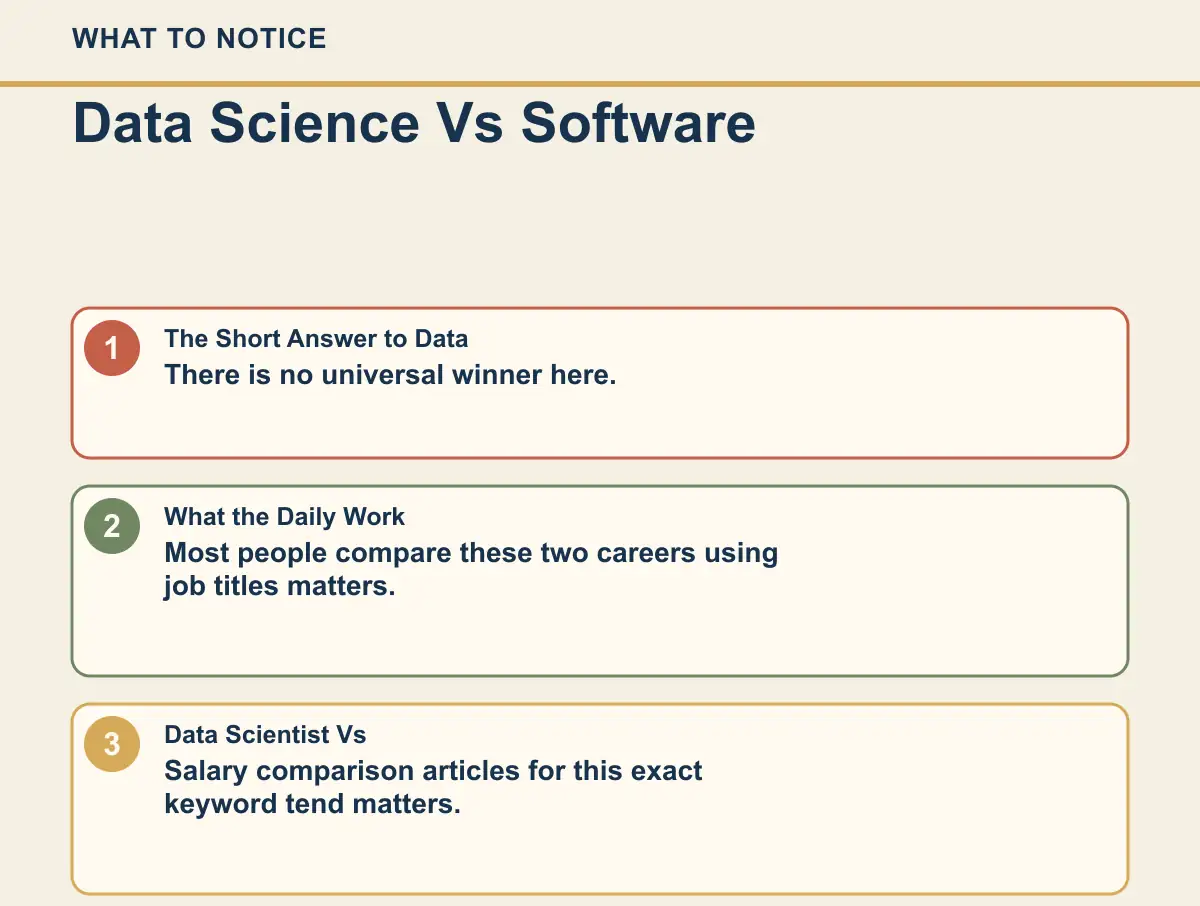 WHAT TO NOTICE
Data Science Vs Software
1
The Short Answer to Data
There is no universal winner here.
2
What the Daily Work
Most people compare these two careers using
job titles matters.
3
Data Scientist Vs
Salary comparison articles for this exact
keyword tend matters.